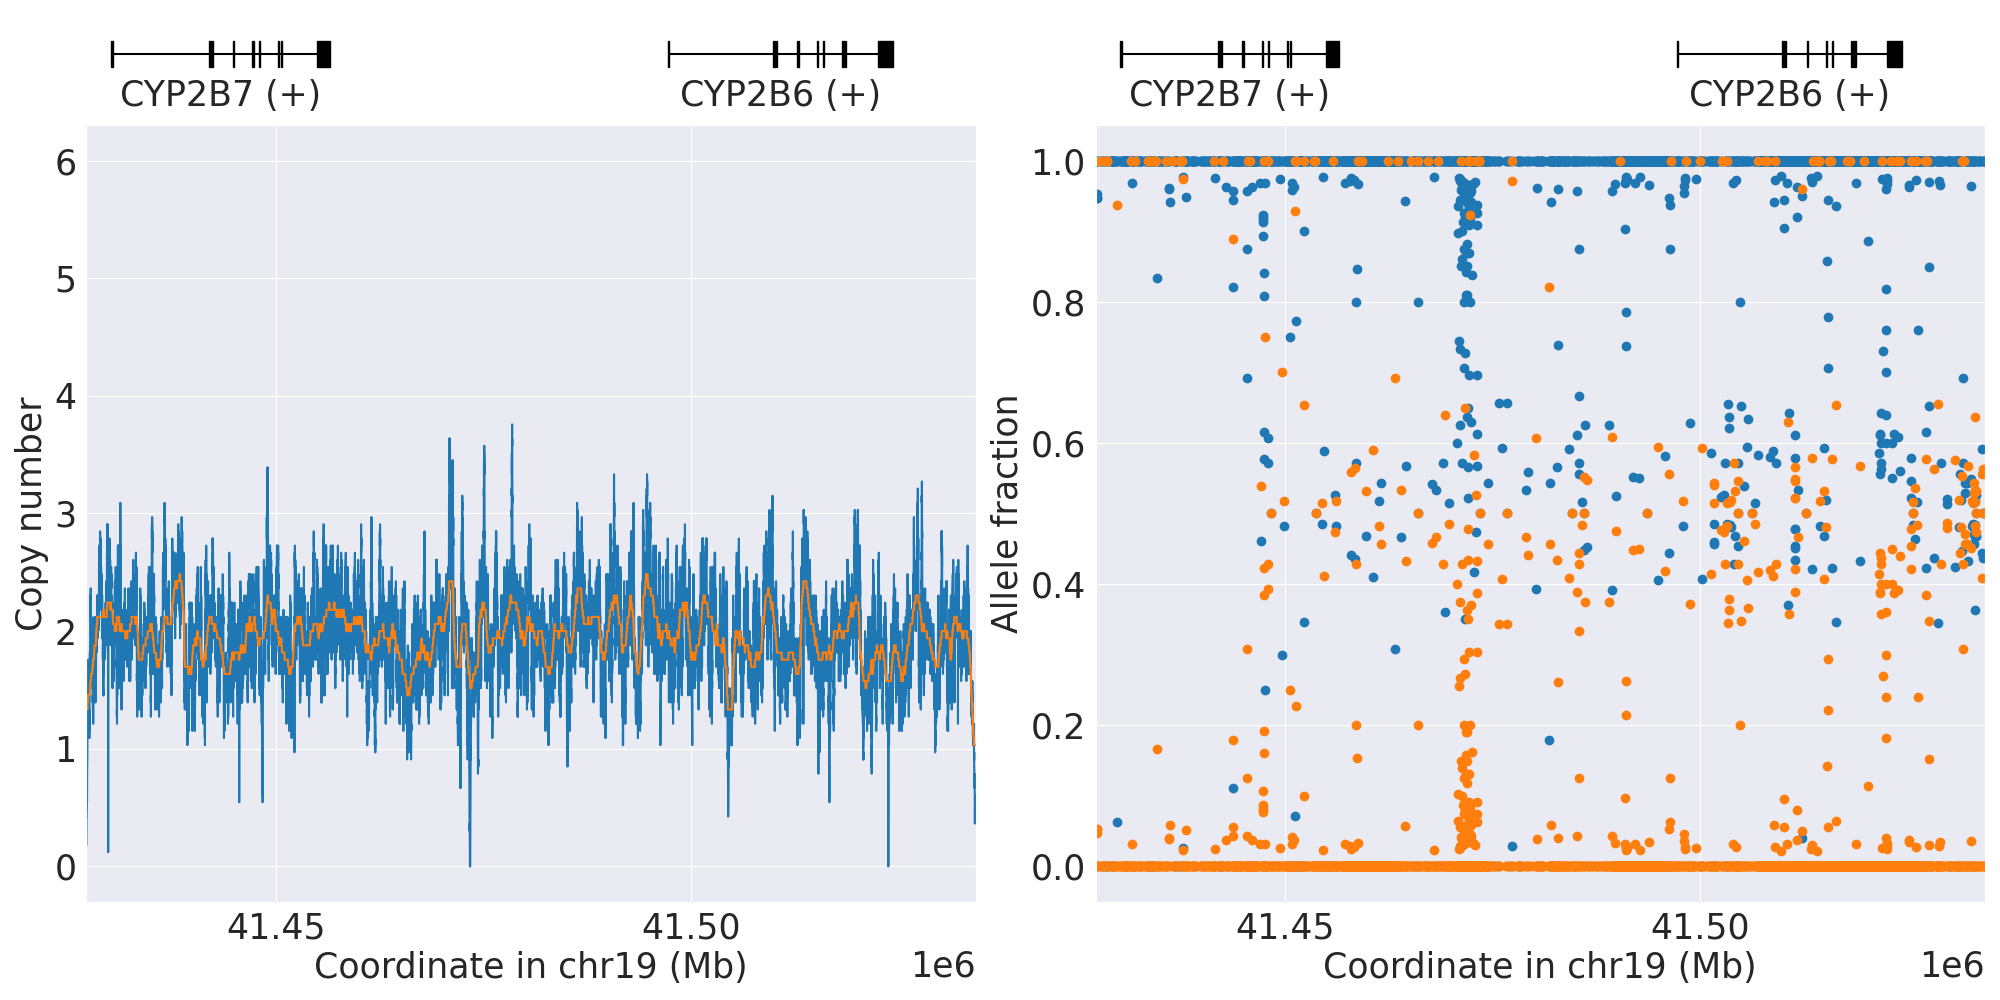 CYP2B7 (+)
CYP2B6 (+)
6
5
4
3
2
1
0
Copy number
41.45
41.50
Coordinate in chr19 (Mb)
1e6
CYP2B7 (+)
CYP2B6 (+)
1.0
0.8
0.6
0.4
0.2
0.0
Allele fraction
41.45
41.50
Coordinate in chr19 (Mb)
1e6